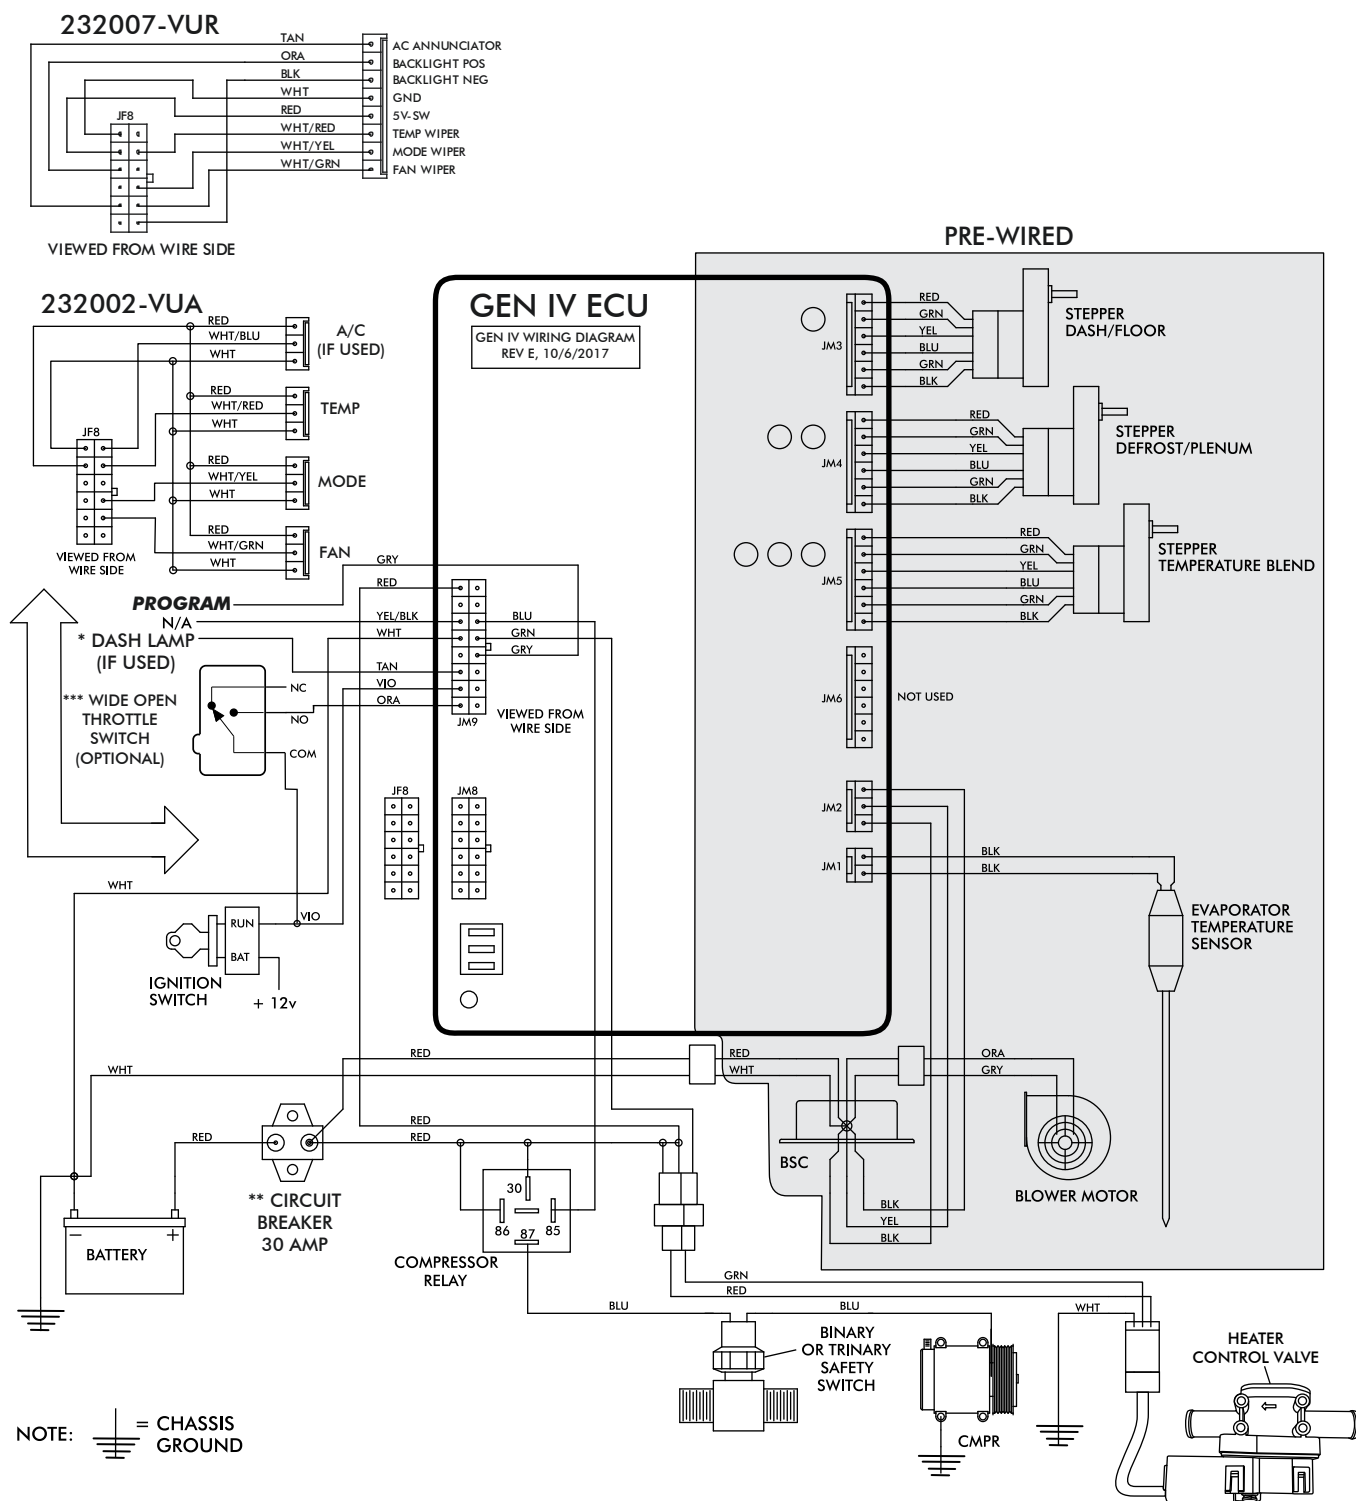 232007-VUR
TAN
ORA
BLK
WHT
RED
WHT/RED
WHT/YEL
WHT/GRN
AC ANNUNCIATOR
BACKLIGHT POS
BACKLIGHT NEG
GND
5V-SW
TEMP WIPER
MODE WIPER
FAN WIPER
JF8
VIEWED FROM WIRE SIDE
232002-VUA
RED
WHT/BLU
WHT
A/C
(IF USED)
RED
WHT/RED
WHT
TEMP
RED
WHT/YEL
WHT
MODE
RED
WHT/GRN
WHT
FAN
JF8
VIEWED FROM
WIRE SIDE
PRE-WIRED
GEN IV ECU
GEN IV WIRING DIAGRAM
REV E, 10/6/2017
JM3
RED
GRN
YEL
BLU
GRN
BLK
STEPPER
DASH/FLOOR
JM4
RED
GRN
YEL
BLU
GRN
BLK
STEPPER
DEFROST/PLENUM
JM5
RED
GRN
YEL
BLU
GRN
BLK
STEPPER
TEMPERATURE BLEND
JM6
NOT USED
JM2
JM1
BLK
BLK
EVAPORATOR
TEMPERATURE
SENSOR
GRY
RED
PROGRAM
N/A
YEL/BLK
WHT
* DASH LAMP
(IF USED)
TAN
VIO
ORA
BLU
GRN
GRY
JM9
VIEWED FROM
WIRE SIDE
*** WIDE OPEN
THROTTLE
SWITCH
(OPTIONAL)
NC
NO
COM
JF8
JM8
WHT
RUN
BAT
VIO
IGNITION
SWITCH
+ 12v
RED
WHT
RED
WHT
ORA
GRY
BSC
BLOWER MOTOR
BLK
YEL
BLK
RED
RED
RED
** CIRCUIT
BREAKER
30 AMP
30
86
87
85
COMPRESSOR
RELAY
−
+
BATTERY
GRN
RED
BLU
BLU
WHT
BINARY
OR TRINARY
SAFETY
SWITCH
CMPR
HEATER
CONTROL VALVE
NOTE:
= CHASSIS
GROUND